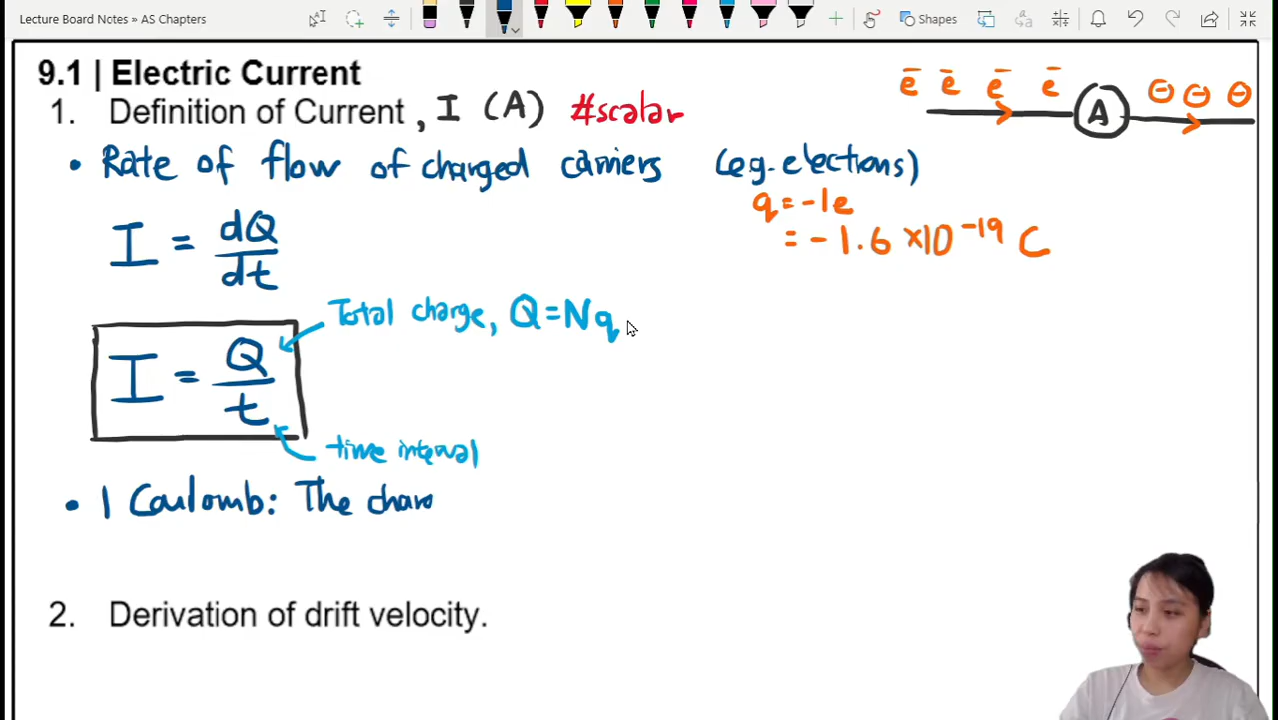 Lecture Board Notes » AS Chapters
Shapes
9.1 | Electric Current
1. Definition of Current, I (A) #scalar
e⁻ e⁻ e⁻ e⁻ A ⊖ ⊖ ⊖
• Rate of flow of charged carriers (eg. electrons)
q = -1e
= -1.6 ×10⁻¹⁹ C
I = dQ/dt
Total charge, Q=Nq
I = Q/t
time interval
• 1 Coulomb: The char
2. Derivation of drift velocity.